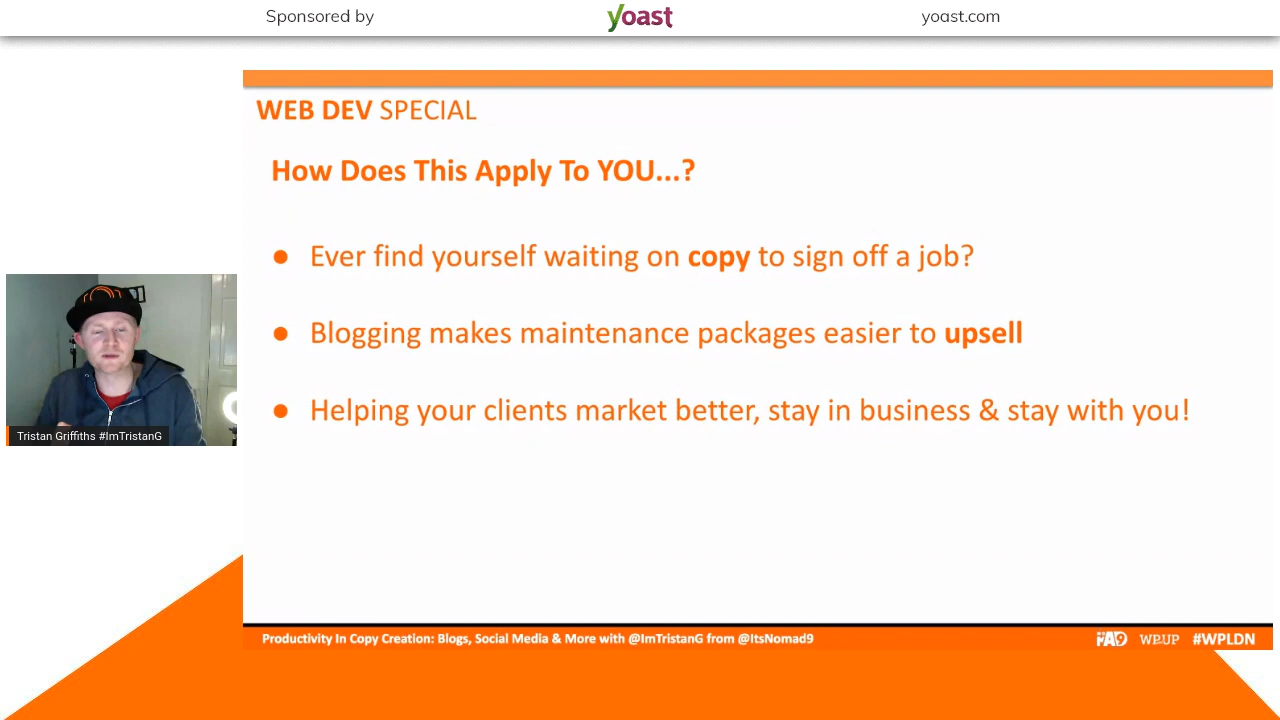 Sponsored by
yoast
yoast.com
WEB DEV SPECIAL
How Does This Apply To YOU...?
● Ever find yourself waiting on copy to sign off a job?
● Blogging makes maintenance packages easier to upsell
● Helping your clients market better, stay in business & stay with you!
Tristan Griffiths #ImTristanG
Productivity In Copy Creation: Blogs, Social Media & More with @ImTristanG from @ItsNomad9
#WPLDN